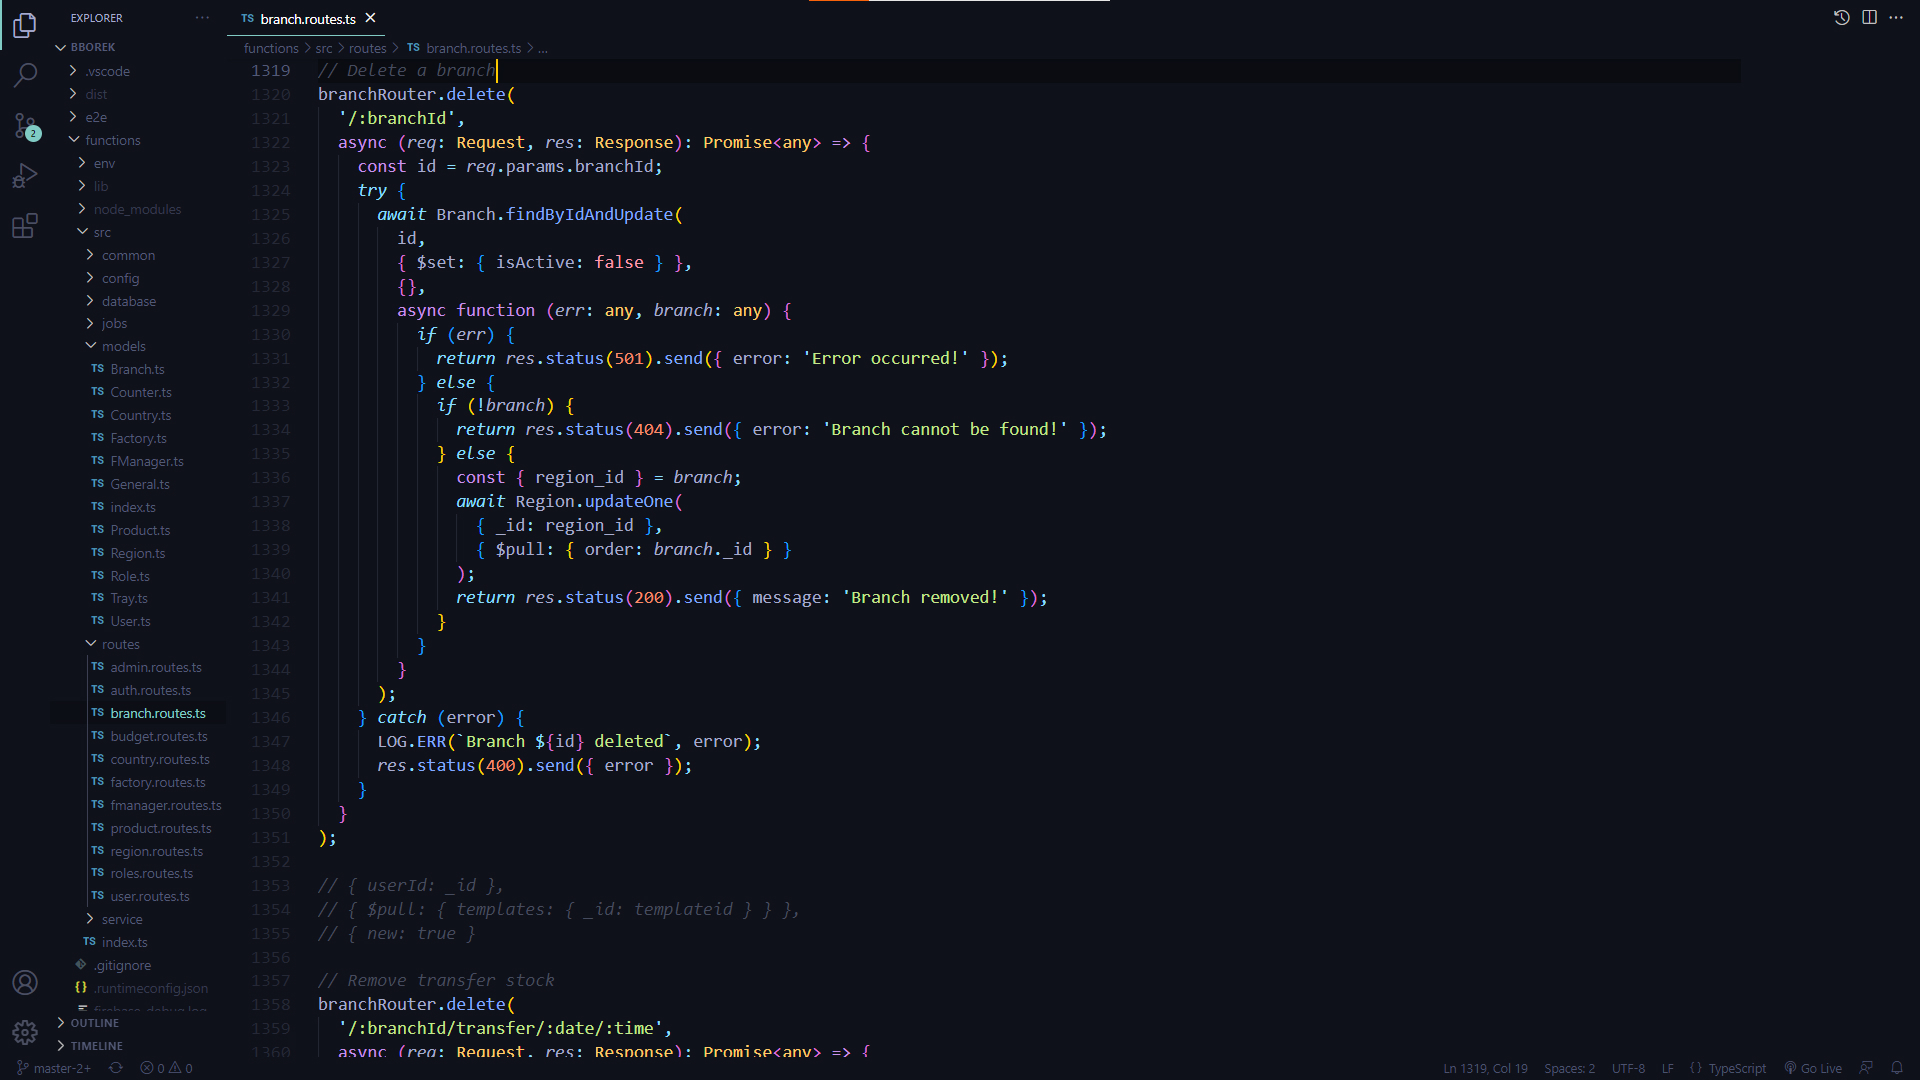 EXPLORER
TS branch.routes.ts
BBOREK
functions > src > routes > TS branch.routes.ts > ...
.vscode
dist
e2e
functions
env
lib
node_modules
src
common
config
database
jobs
models
TS Branch.ts
TS Counter.ts
TS Country.ts
TS Factory.ts
TS FManager.ts
TS General.ts
TS index.ts
TS Product.ts
TS Region.ts
TS Role.ts
TS Tray.ts
TS User.ts
routes
TS admin.routes.ts
TS auth.routes.ts
TS branch.routes.ts
TS budget.routes.ts
TS country.routes.ts
TS factory.routes.ts
TS fmanager.routes.ts
TS product.routes.ts
TS region.routes.ts
TS roles.routes.ts
TS user.routes.ts
service
TS index.ts
.gitignore
{} .runtimeconfig.json
firebase-debug.log
OUTLINE
TIMELINE
2
1319 // Delete a branch
1320 branchRouter.delete(
1321   '/:branchId',
1322   async (req: Request, res: Response): Promise<any> => {
1323     const id = req.params.branchId;
1324     try {
1325       await Branch.findByIdAndUpdate(
1326         id,
1327         { $set: { isActive: false } },
1328         {},
1329         async function (err: any, branch: any) {
1330           if (err) {
1331             return res.status(501).send({ error: 'Error occurred!' });
1332           } else {
1333             if (!branch) {
1334               return res.status(404).send({ error: 'Branch cannot be found!' });
1335             } else {
1336               const { region_id } = branch;
1337               await Region.updateOne(
1338                 { _id: region_id },
1339                 { $pull: { order: branch._id } }
1340               );
1341               return res.status(200).send({ message: 'Branch removed!' });
1342             }
1343           }
1344         }
1345       );
1346     } catch (error) {
1347       LOG.ERR(`Branch ${id} deleted`, error);
1348       res.status(400).send({ error });
1349     }
1350   }
1351 );
1352
1353 // { userId: _id },
1354 // { $pull: { templates: { _id: templateid } } },
1355 // { new: true }
1356
1357 // Remove transfer stock
1358 branchRouter.delete(
1359   '/:branchId/transfer/:date/:time',
1360   async (req: Request, res: Response): Promise<any> => {
master-2+ 0 0 Ln 1319, Col 19 Spaces: 2 UTF-8 LF {} TypeScript Go Live